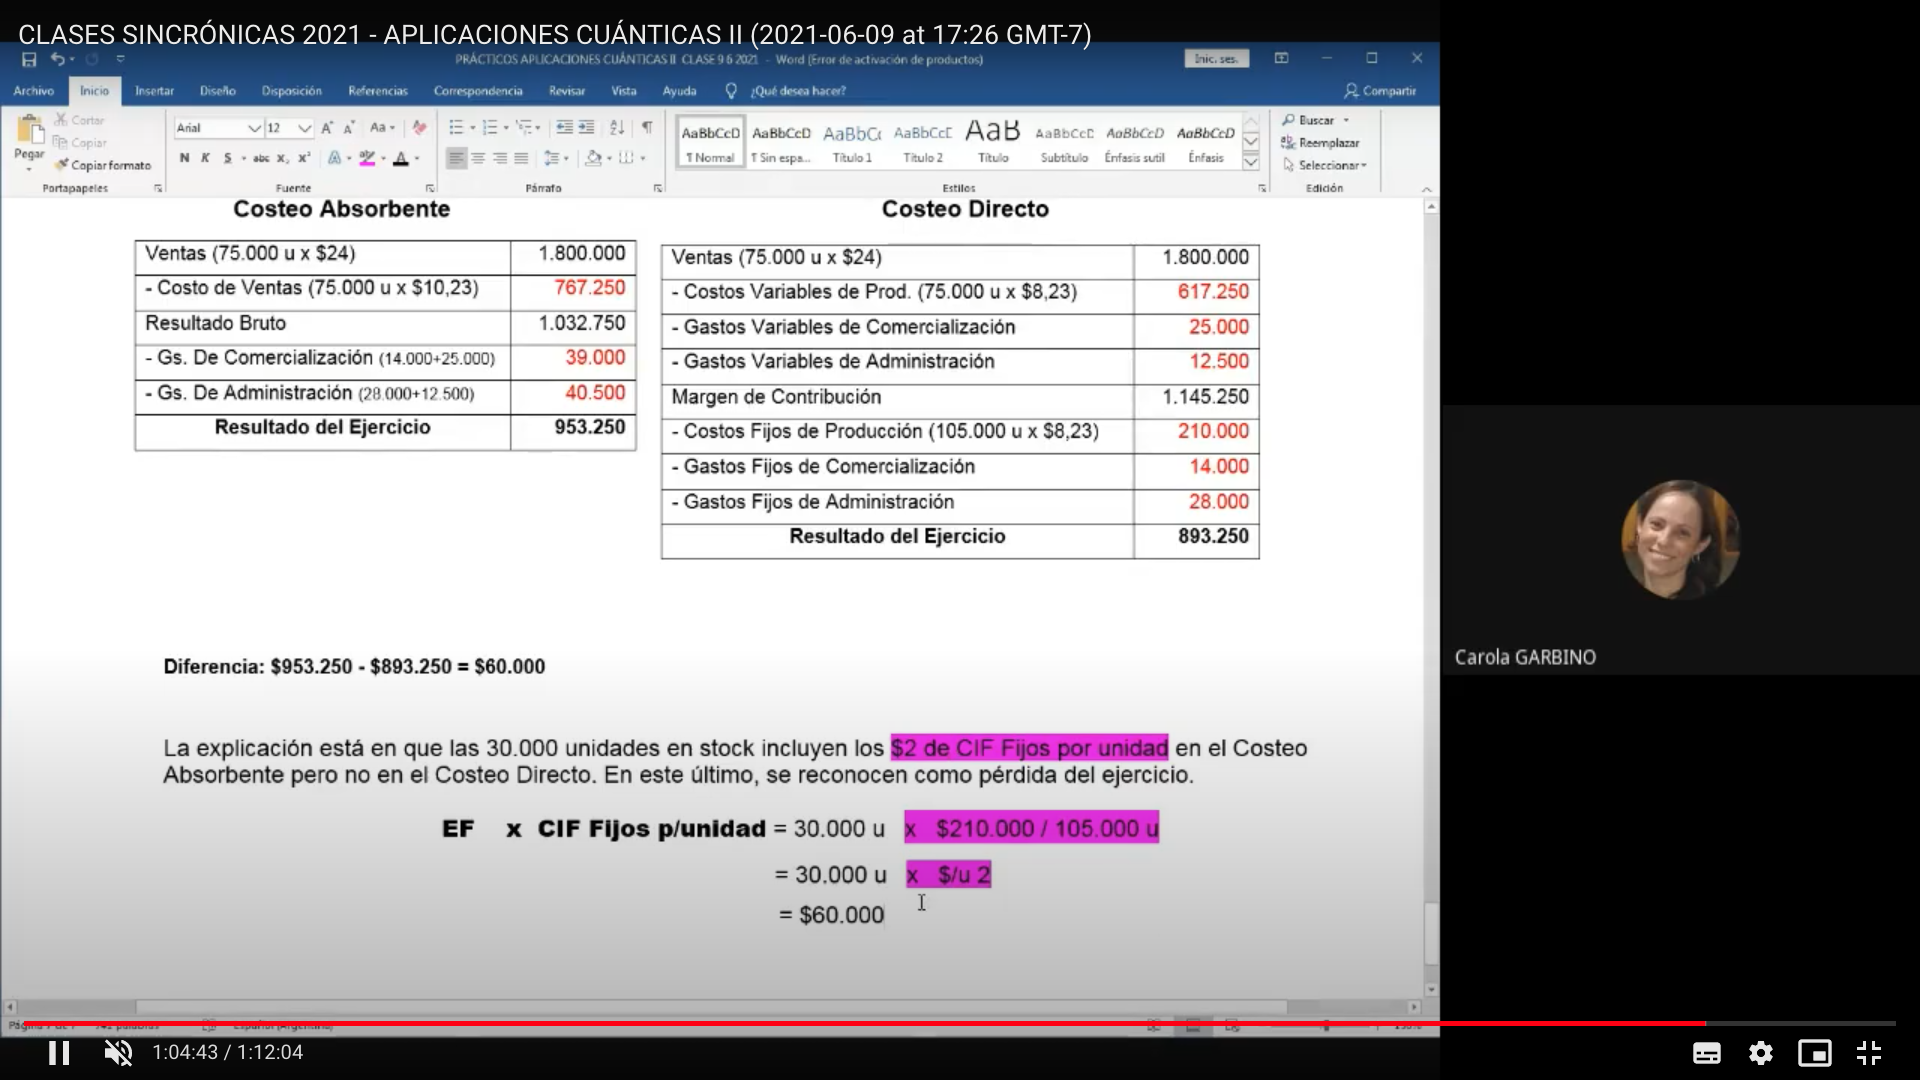 CLASES SINCRÓNICAS 2021 - APLICACIONES CUÁNTICAS II (2021-06-09 at 17:26 GMT-7)
PRÁCTICOS APLICACIONES CUÁNTICAS II CLASE 9 6 2021 - Word (Error de activación de productos)
Inic. ses.
Archivo Inicio Insertar Diseño Disposición Referencias Correspondencia Revisar Vista Ayuda ¿Qué desea hacer? Compartir
Pegar
Cortar
Copiar
Copiar formato
Portapapeles
Arial 12
Aa
N K S abc X₂ X²
Fuente
Párrafo
AaBbCcD AaBbCcD AaBbCc AaBbCcE AaB AaBbCcE AaBbCcD AaBbCcD
¶ Normal ¶ Sin espa... Título 1 Título 2 Título Subtítulo Énfasis sutil Énfasis
Estilos
Buscar
Reemplazar
Seleccionar
Edición
Costeo Absorbente
Ventas (75.000 u x $24) 1.800.000
- Costo de Ventas (75.000 u x $10,23) 767.250
Resultado Bruto 1.032.750
- Gs. De Comercialización (14.000+25.000) 39.000
- Gs. De Administración (28.000+12.500) 40.500
Resultado del Ejercicio 953.250
Costeo Directo
Ventas (75.000 u x $24) 1.800.000
- Costos Variables de Prod. (75.000 u x $8,23) 617.250
- Gastos Variables de Comercialización 25.000
- Gastos Variables de Administración 12.500
Margen de Contribución 1.145.250
- Costos Fijos de Producción (105.000 u x $8,23) 210.000
- Gastos Fijos de Comercialización 14.000
- Gastos Fijos de Administración 28.000
Resultado del Ejercicio 893.250
Diferencia: $953.250 - $893.250 = $60.000
La explicación está en que las 30.000 unidades en stock incluyen los $2 de CIF Fijos por unidad en el Costeo
Absorbente pero no en el Costeo Directo. En este último, se reconocen como pérdida del ejercicio.
EF x CIF Fijos p/unidad = 30.000 u x $210.000 / 105.000 u
= 30.000 u x $/u 2
= $60.000
Carola GARBINO
1:04:43 / 1:12:04